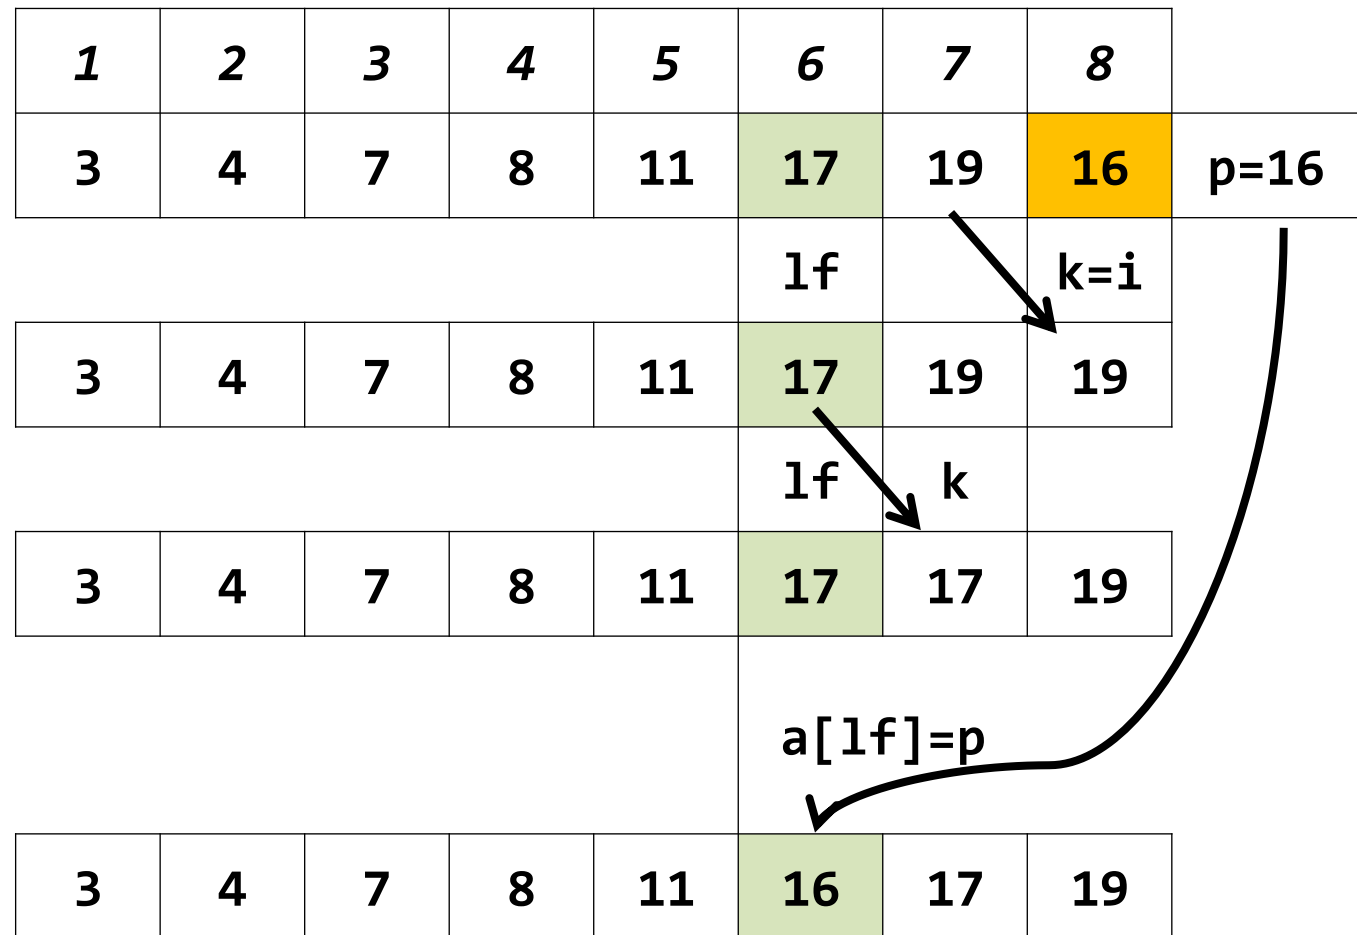 1 2 3 4 5 6 7 8
3 4 7 8 11 17 19 16 p=16
lf k=i
3 4 7 8 11 17 19 19
lf k
3 4 7 8 11 17 17 19
a[lf]=p
3 4 7 8 11 16 17 19